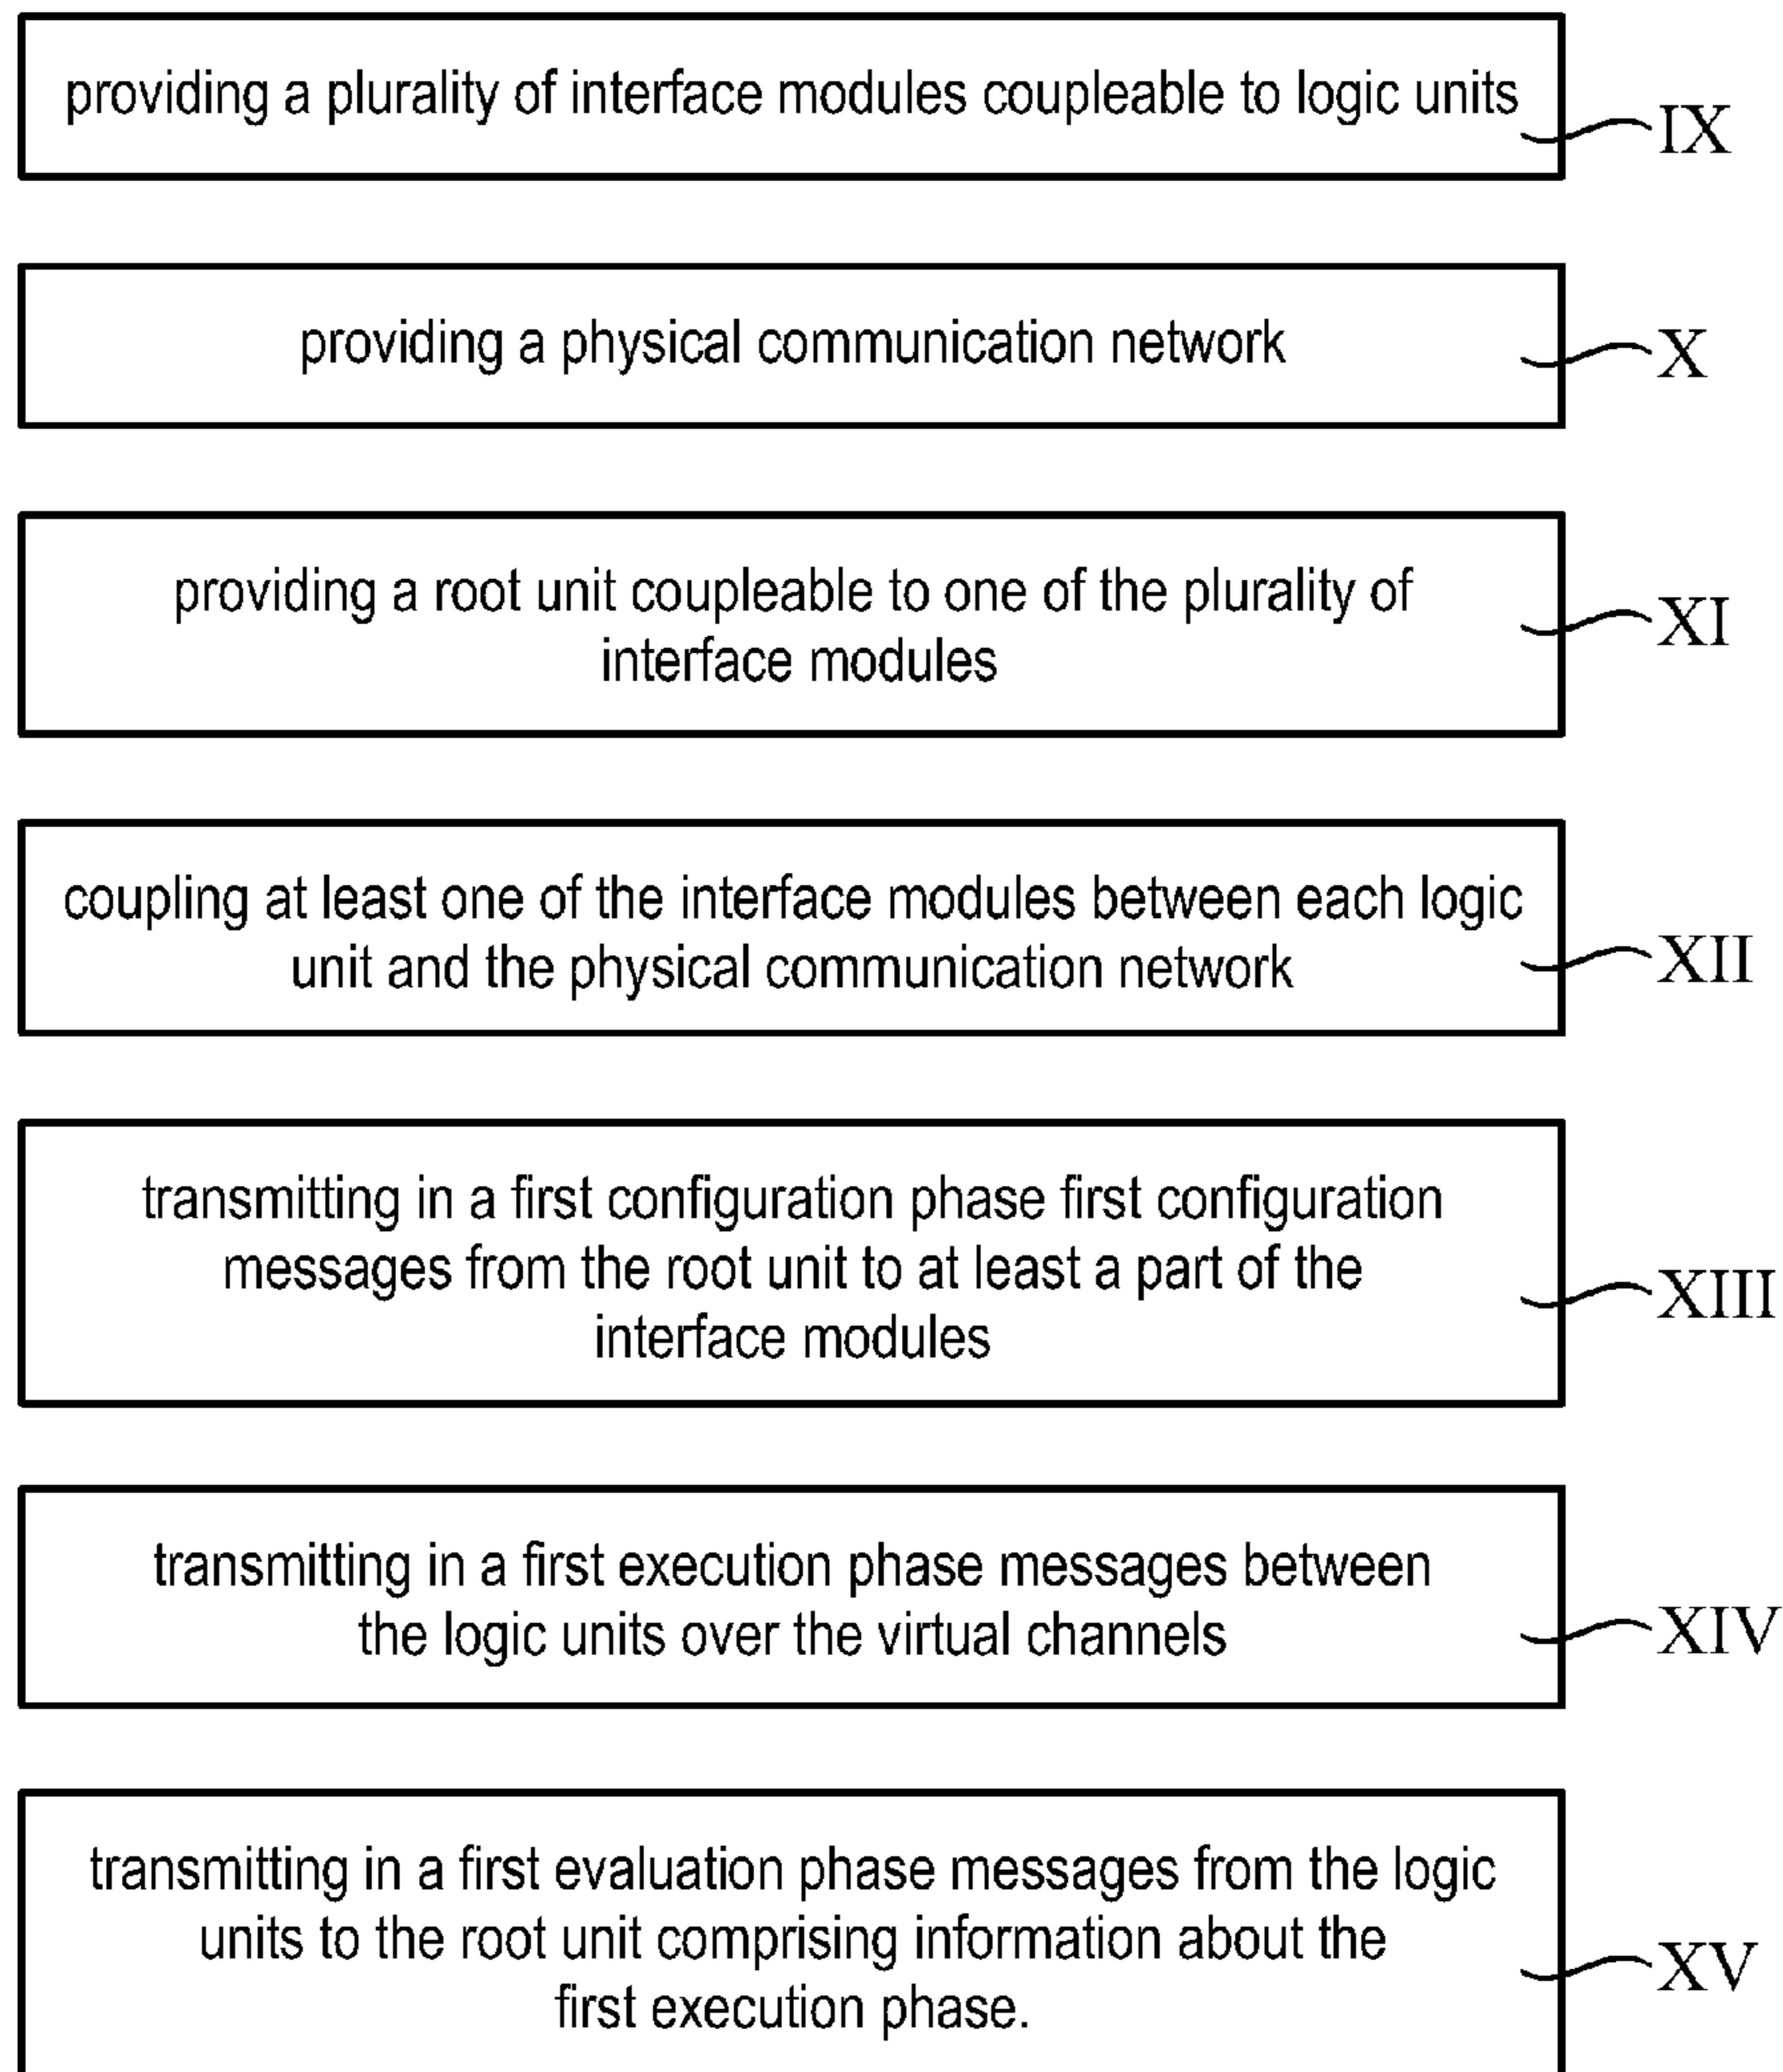 providing a plurality of interface modules coupleable to logic units
IX
providing a physical communication network
X
providing a root unit coupleable to one of the plurality of
interface modules
XI
coupling at least one of the interface modules between each logic
unit and the physical communication network
XII
transmitting in a first configuration phase first configuration
messages from the root unit to at least a part of the
interface modules
XIII
transmitting in a first execution phase messages between
the logic units over the virtual channels
XIV
transmitting in a first evaluation phase messages from the logic
units to the root unit comprising information about the
first execution phase.
XV